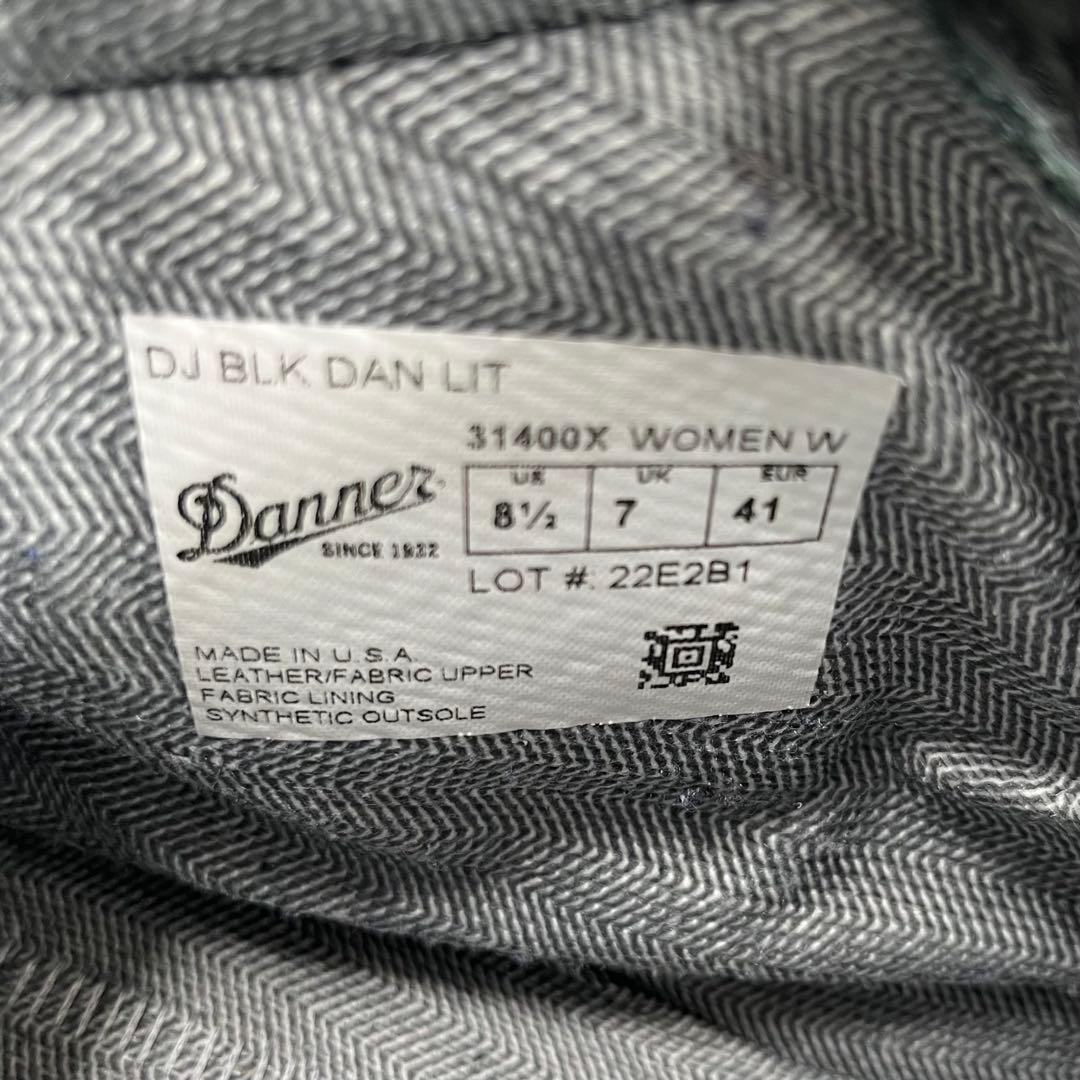 DJ BLK DAN LIT
31400X WOMEN W
Danner
SINCE 1932
US UK EUR
8½ 7 41
LOT #: 22E2B1
MADE IN U.S.A.
LEATHER/FABRIC UPPER
FABRIC LINING
SYNTHETIC OUTSOLE